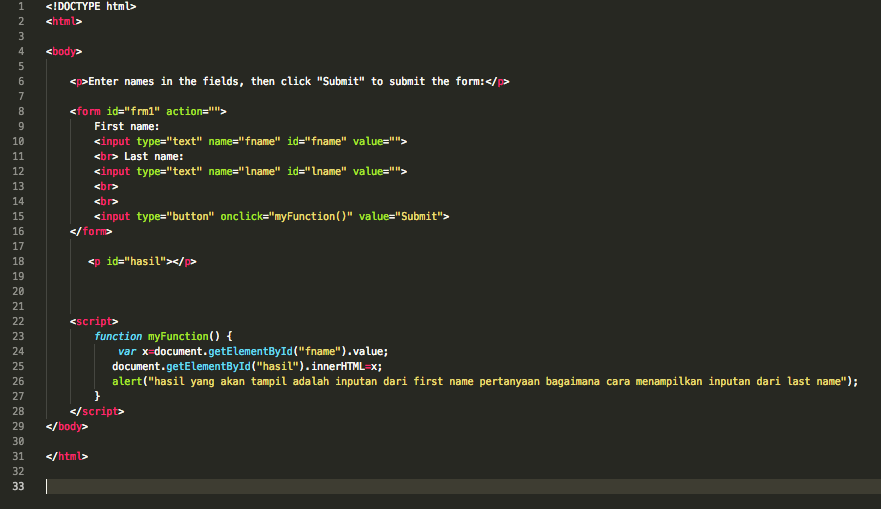 1 <!DOCTYPE html>
2 <html>
3
4 <body>
5
6 <p>Enter names in the fields, then click "Submit" to submit the form:</p>
7
8 <form id="frm1" action="">
9 First name:
10 <input type="text" name="fname" id="fname" value="">
11 <br> Last name:
12 <input type="text" name="lname" id="lname" value="">
13 <br>
14 <br>
15 <input type="button" onclick="myFunction()" value="Submit">
16 </form>
17
18 <p id="hasil"></p>
19
20
21
22 <script>
23 function myFunction() {
24 var x=document.getElementById("fname").value;
25 document.getElementById("hasil").innerHTML=x;
26 alert("hasil yang akan tampil adalah inputan dari first name pertanyaan bagaimana cara menampilkan inputan dari last name");
27 }
28 </script>
29 </body>
30
31 </html>
32
33